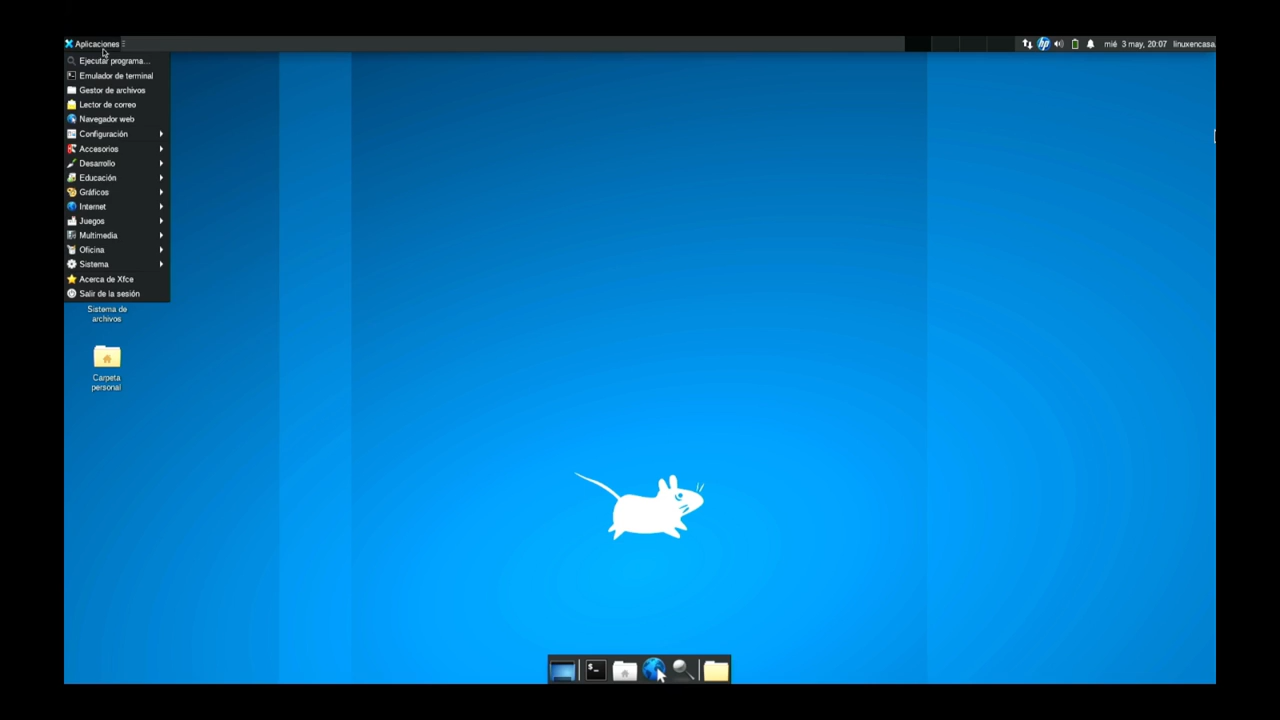 Aplicaciones
hp
mié 3 may, 20:07
linuxencasa
Ejecutar programa...
Emulador de terminal
Gestor de archivos
Lector de correo
Navegador web
Configuración
Accesorios
Desarrollo
Educación
Gráficos
Internet
Juegos
Multimedia
Oficina
Sistema
Acerca de Xfce
Salir de la sesión
Sistema de
archivos
Carpeta
personal
$_